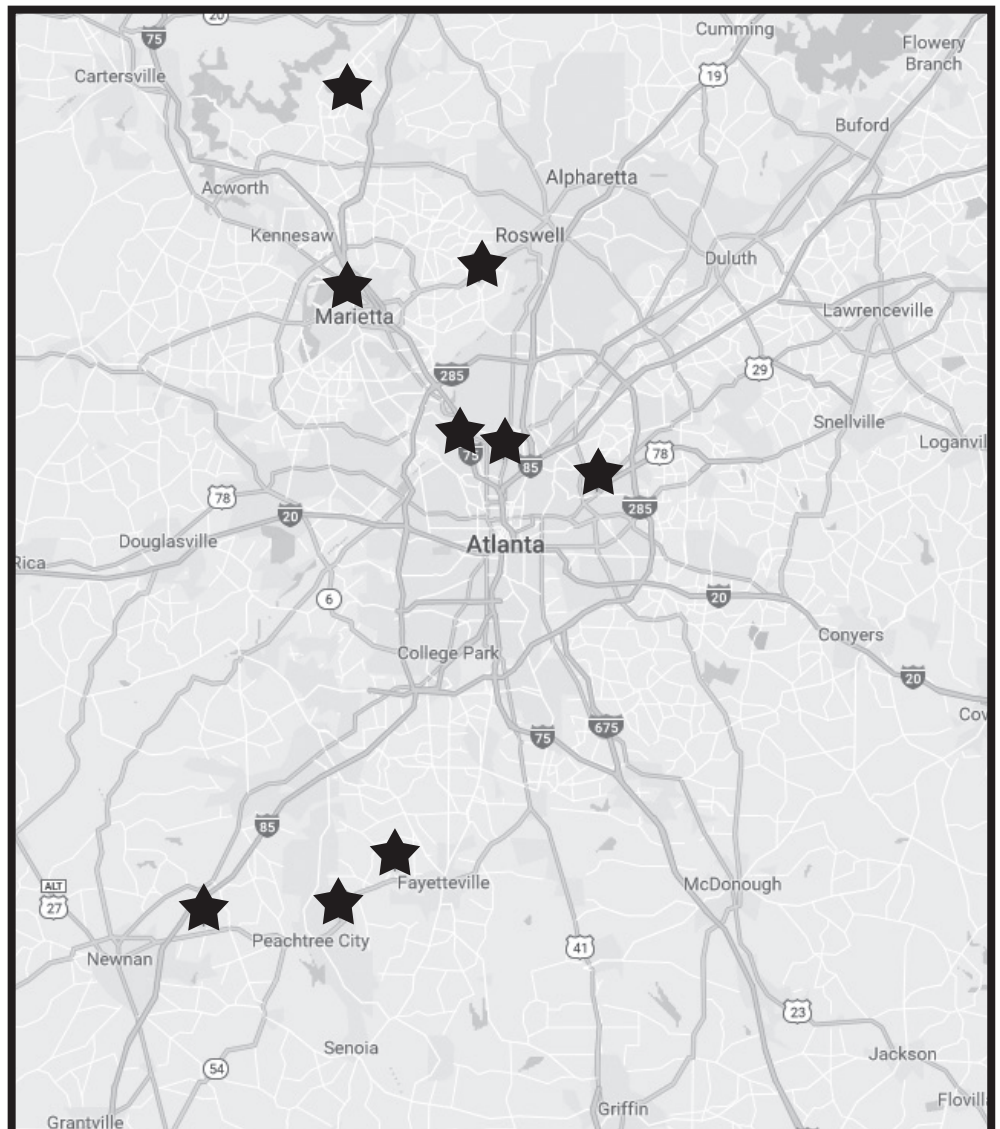 20
Cumming
75
Flowery
Branch
Cartersville
19
Buford
Alpharetta
Acworth
Kennesaw
Roswell
Duluth
Marietta
Lawrenceville
285
29
Snellville
Loganvil
75
85
78
78
20
285
Douglasville
Atlanta
Rica
6
20
Conyers
College Park
20
Cov
675
75
85
ALT
27
Fayetteville
McDonough
Peachtree City
41
Newnan
23
Senoia
Jackson
54
Flovill
Griffin
Grantville